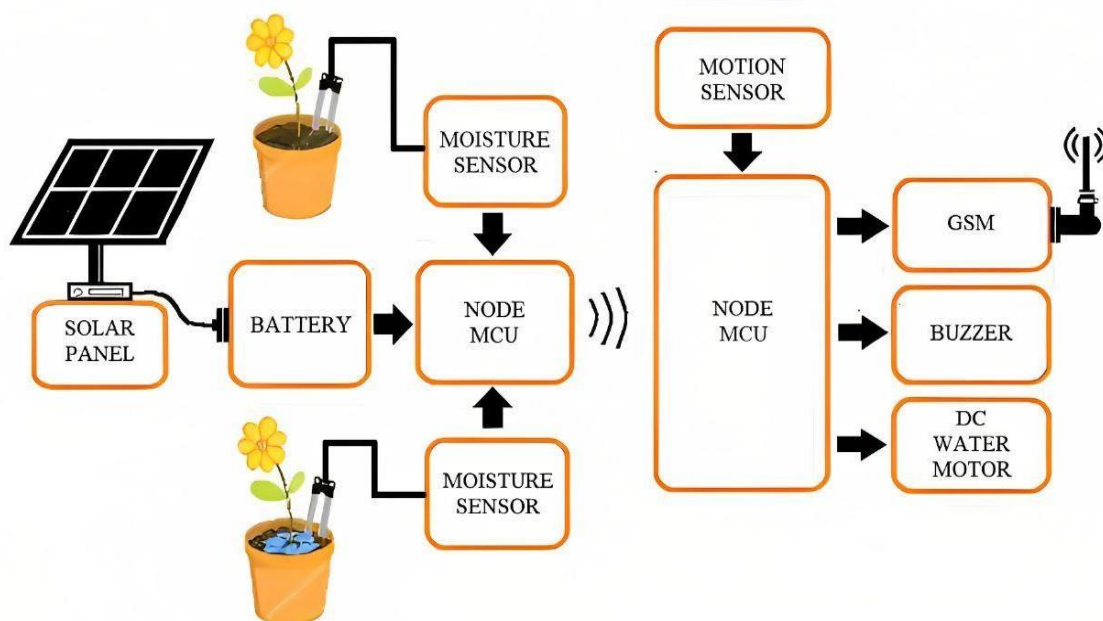 MOTION
SENSOR
MOISTURE
SENSOR
GSM
SOLAR
PANEL
BATTERY
NODE
MCU
NODE
MCU
BUZZER
MOISTURE
SENSOR
DC
WATER
MOTOR